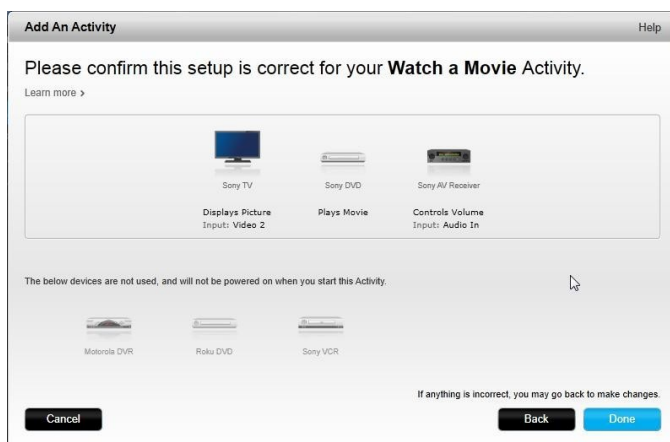 Add An Activity
Help
Please confirm this setup is correct for your Watch a Movie Activity.
Learn more >
Sony TV
Sony DVD
Sony AV Receiver
Displays Picture
Input: Video 2
Plays Movie
Controls Volume
Input: Audio In
The below devices are not used, and will not be powered on when you start this Activity.
Motorola DVR
Roku DVD
Sony VCR
If anything is incorrect, you may go back to make changes.
Cancel
Back
Done